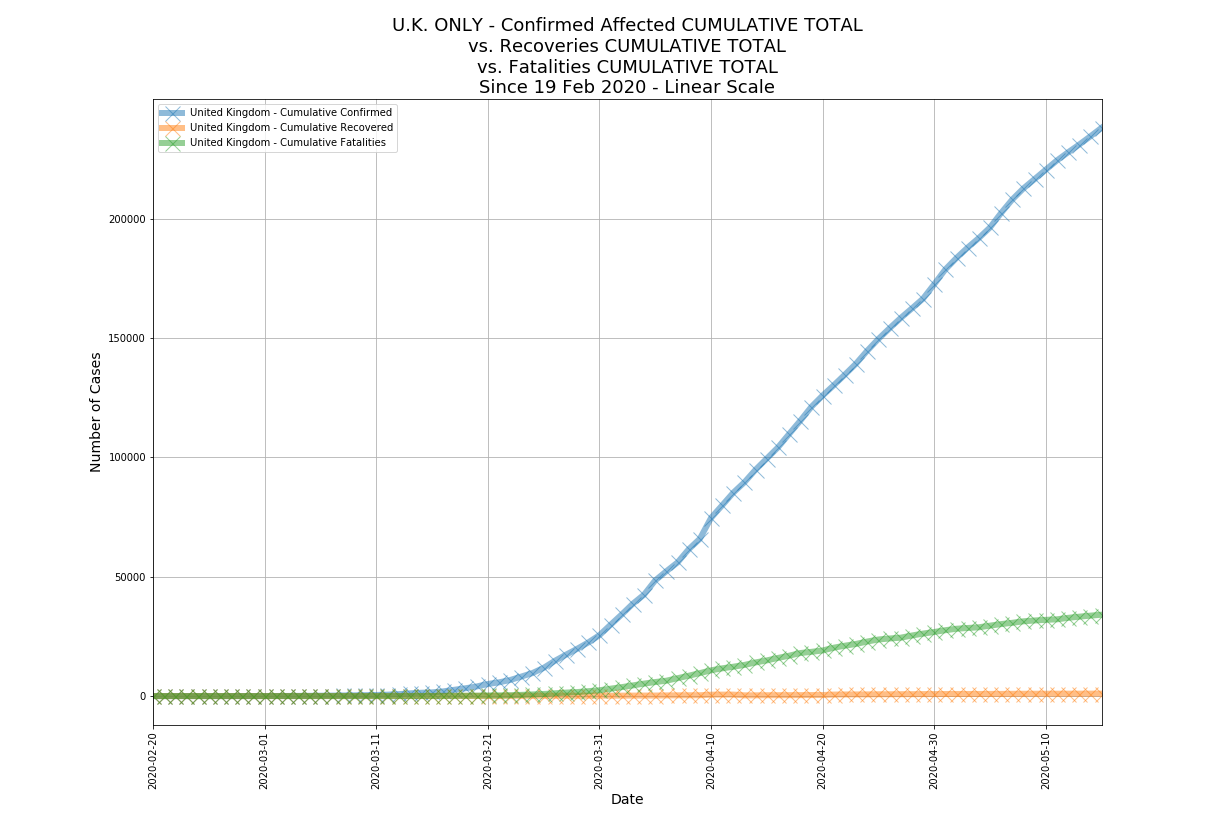 U.K. ONLY - Confirmed Affected CUMULATIVE TOTAL
vs. Recoveries CUMULATIVE TOTAL
vs. Fatalities CUMULATIVE TOTAL
Since 19 Feb 2020 - Linear Scale
United Kingdom - Cumulative Confirmed
United Kingdom - Cumulative Recovered
United Kingdom - Cumulative Fatalities
Number of Cases
200000
150000
100000
50000
0
2020-02-20
2020-03-01
2020-03-11
2020-03-21
2020-03-31
2020-04-10
2020-04-20
2020-04-30
2020-05-10
Date